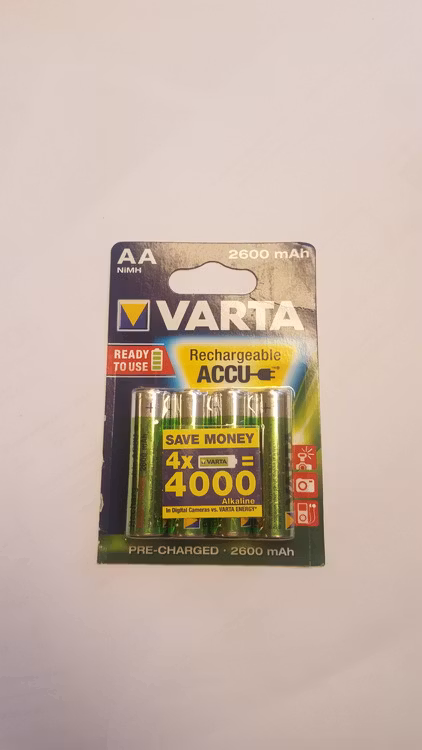 AA
NiMH
2600 mAh
VARTA
READY
TO USE
Rechargeable
ACCU
SAVE MONEY
4x VARTA =
4000
Alkaline
in Digital Cameras vs. VARTA ENERGY*
PRE-CHARGED · 2600 mAh